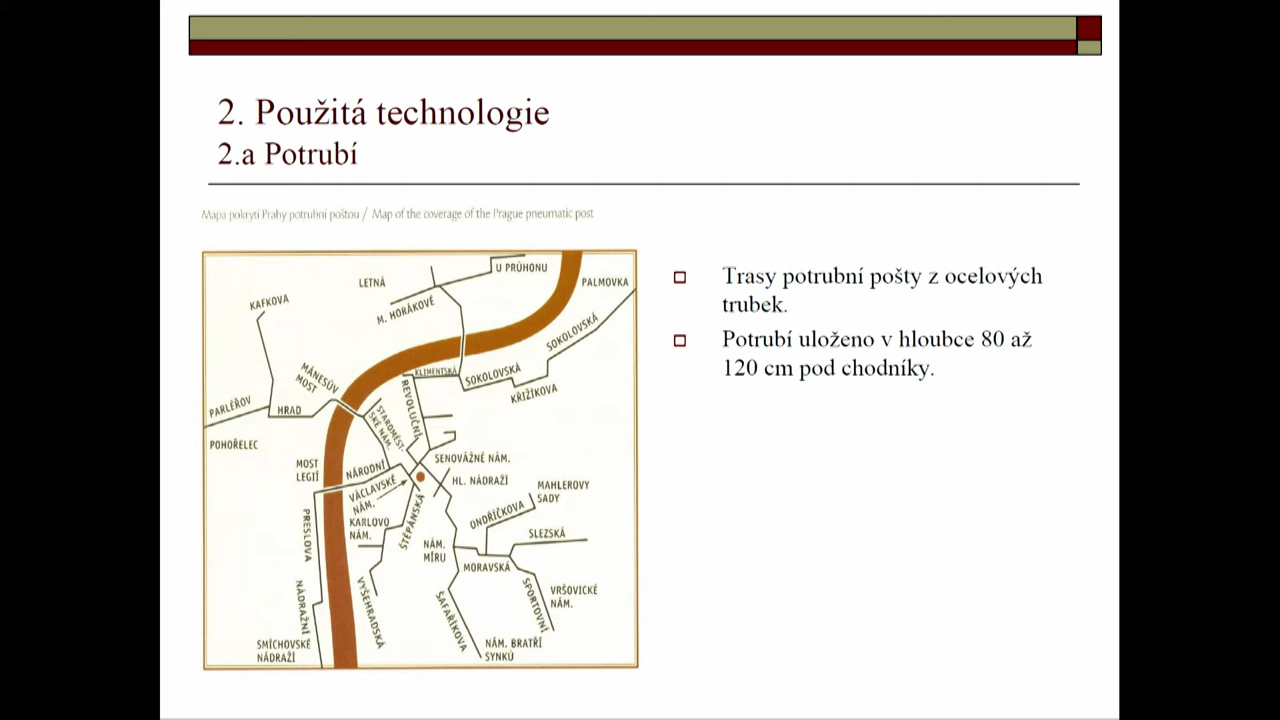 2. Použitá technologie
2.a Potrubí
Mapa pokrytí Prahy potrubní poštou / Map of the coverage of the Prague pneumatic post
U PRŮHONU
LETNÁ
PALMOVKA
KAFKOVA
M. HORÁKOVÉ
SOKOLOVSKÁ
MÁNESŮV
MOST
KLIMENTSKÁ
SOKOLOVSKÁ
KŘIŽÍKOVA
REVOLUČNÍ
PARLÉŘOV
HRAD
STAROMĚST-
SKÉ NÁM.
POHOŘELEC
MOST
LEGIÍ
NÁRODNÍ
SENOVÁŽNÉ NÁM.
VÁCLAVSKÉ
NÁM.
HL. NÁDRAŽÍ
MAHLEROVY
SADY
KARLOVO
NÁM.
ŠTĚPÁNSKÁ
ONDŘÍČKOVA
PRESLOVA
SLEZSKÁ
NÁM.
MÍRU
MORAVSKÁ
NÁDRAŽNÍ
VYŠEHRADSKÁ
ŠAFAŘÍKOVA
SPORTOVNÍ
VRŠOVICKÉ
NÁM.
SMÍCHOVSKÉ
NÁDRAŽÍ
NÁM. BRATŘÍ
SYNKŮ
Trasy potrubní pošty z ocelových
trubek.
Potrubí uloženo v hloubce 80 až
120 cm pod chodníky.